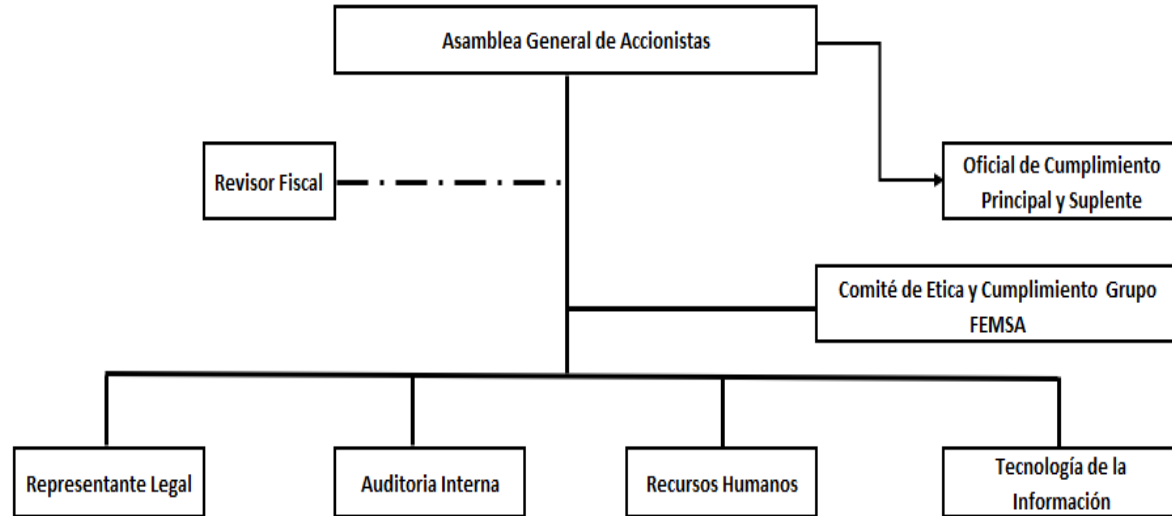 Asamblea General de Accionistas
Revisor Fiscal
Oficial de Cumplimiento
Principal y Suplente
Comité de Etica y Cumplimiento Grupo
FEMSA
Representante Legal
Auditoria Interna
Recursos Humanos
Tecnología de la
Información